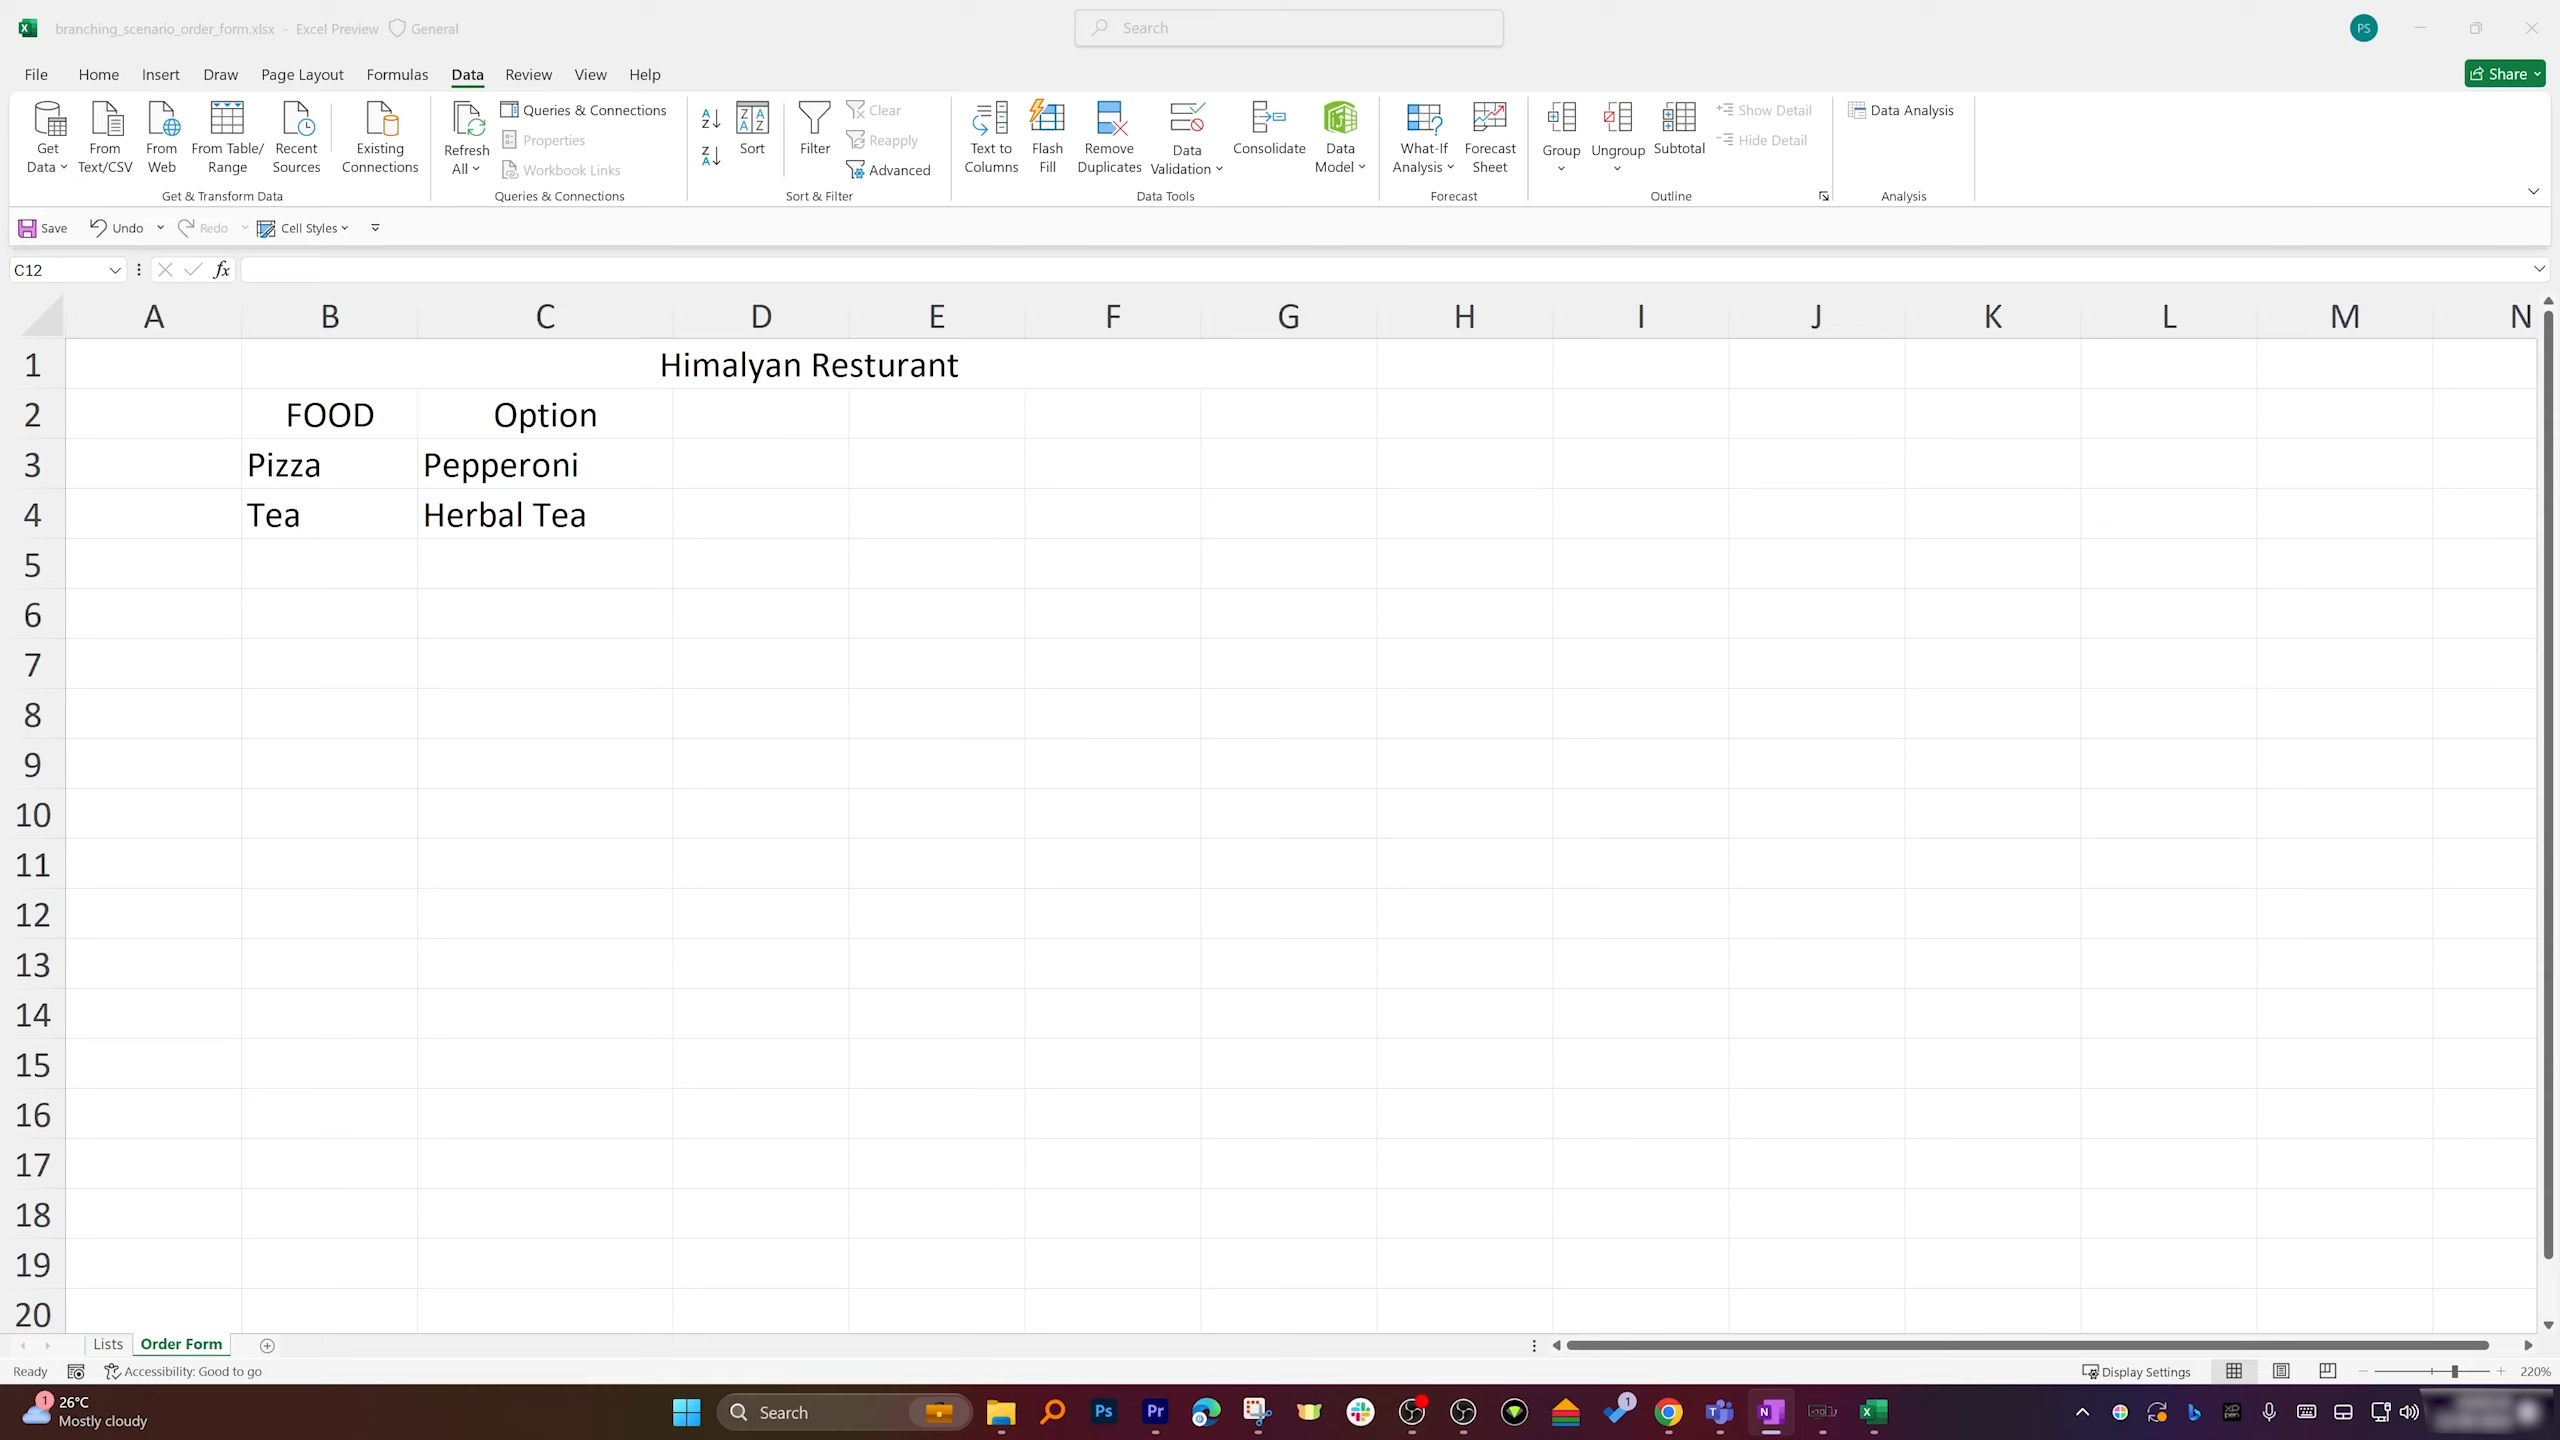 branching_scenario_order_form.xlsx - Excel Preview General
Search
PS
File Home Insert Draw Page Layout Formulas Data Review View Help
Share
Get Data
From Text/CSV
From Web
From Table/ Range
Recent Sources
Existing Connections
Get & Transform Data
Refresh All
Queries & Connections
Properties
Workbook Links
Queries & Connections
Sort
Filter
Clear
Reapply
Advanced
Sort & Filter
Text to Columns
Flash Fill
Remove Duplicates
Data Validation
Consolidate
Data Model
Data Tools
What-If Analysis
Forecast Sheet
Forecast
Group
Ungroup
Subtotal
Show Detail
Hide Detail
Outline
Data Analysis
Analysis
Save Undo Redo Cell Styles
C12
fx
A B C D E F G H I J K L M N
1 Himalyan Resturant
2 FOOD Option
3 Pizza Pepperoni
4 Tea Herbal Tea
5
6
7
8
9
10
11
12
13
14
15
16
17
18
19
20
Lists Order Form
Ready Accessibility: Good to go Display Settings 220%
1 26°C
Mostly cloudy
Search
Ps
Pr
1